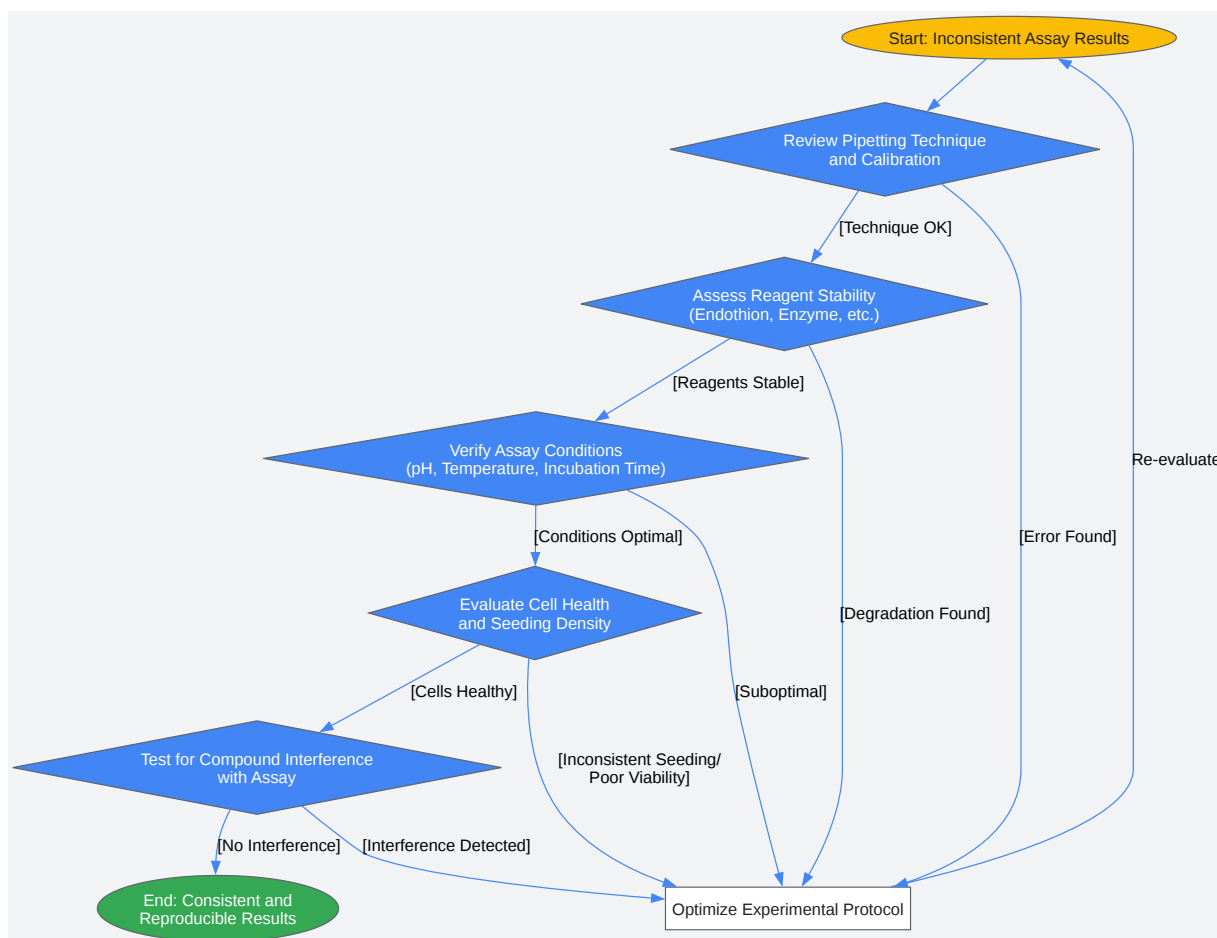 Start: Inconsistent Assay Results
Review Pipetting Technique
and Calibration
[Technique OK]
Assess Reagent Stability
(Endothion, Enzyme, etc.)
[Reagents Stable]
Verify Assay Conditions
(pH, Temperature, Incubation Time)
Re-evaluate
[Conditions Optimal]
[Error Found]
Evaluate Cell Health
and Seeding Density
[Degradation Found]
[Cells Healthy]
[Suboptimal]
Test for Compound Interference
with Assay
[Inconsistent Seeding/
Poor Viability]
[No Interference]
[Interference Detected]
End: Consistent and
Reproducible Results
Optimize Experimental Protocol